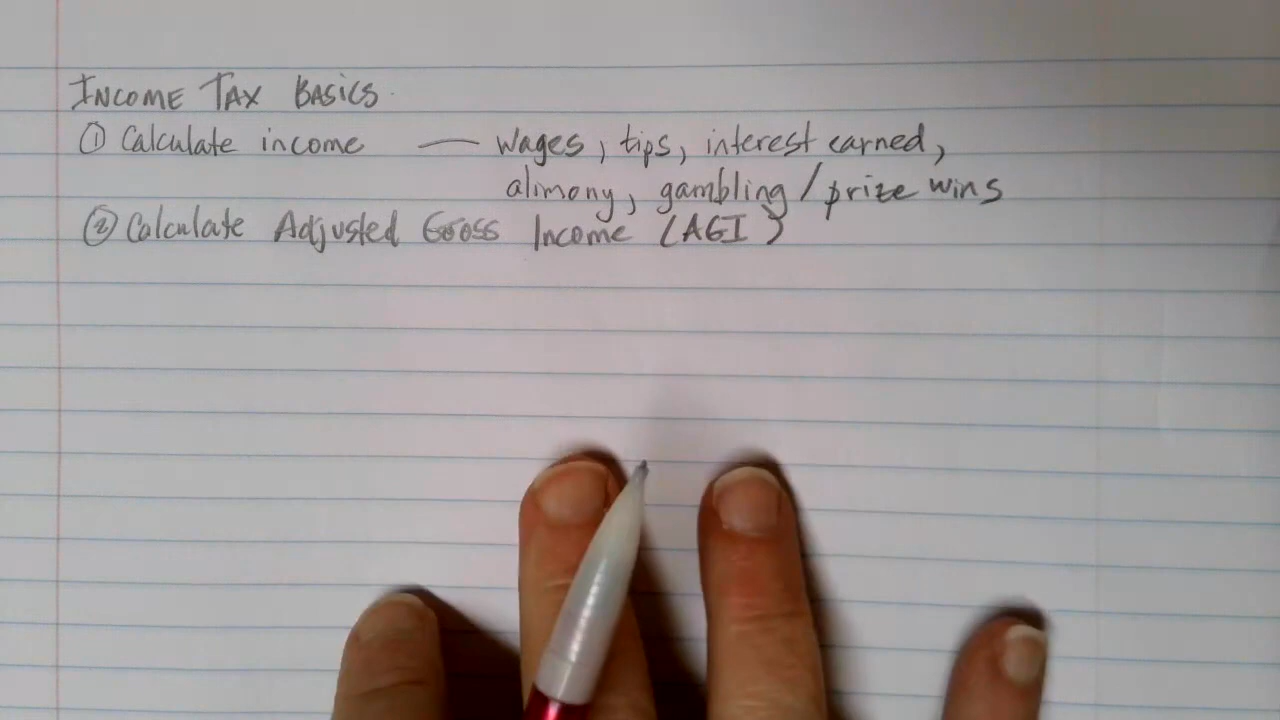 INCOME TAX BASICS
① Calculate income — wages, tips, interest earned,
alimony, gambling / prize wins
② Calculate Adjusted Gross Income (AGI)